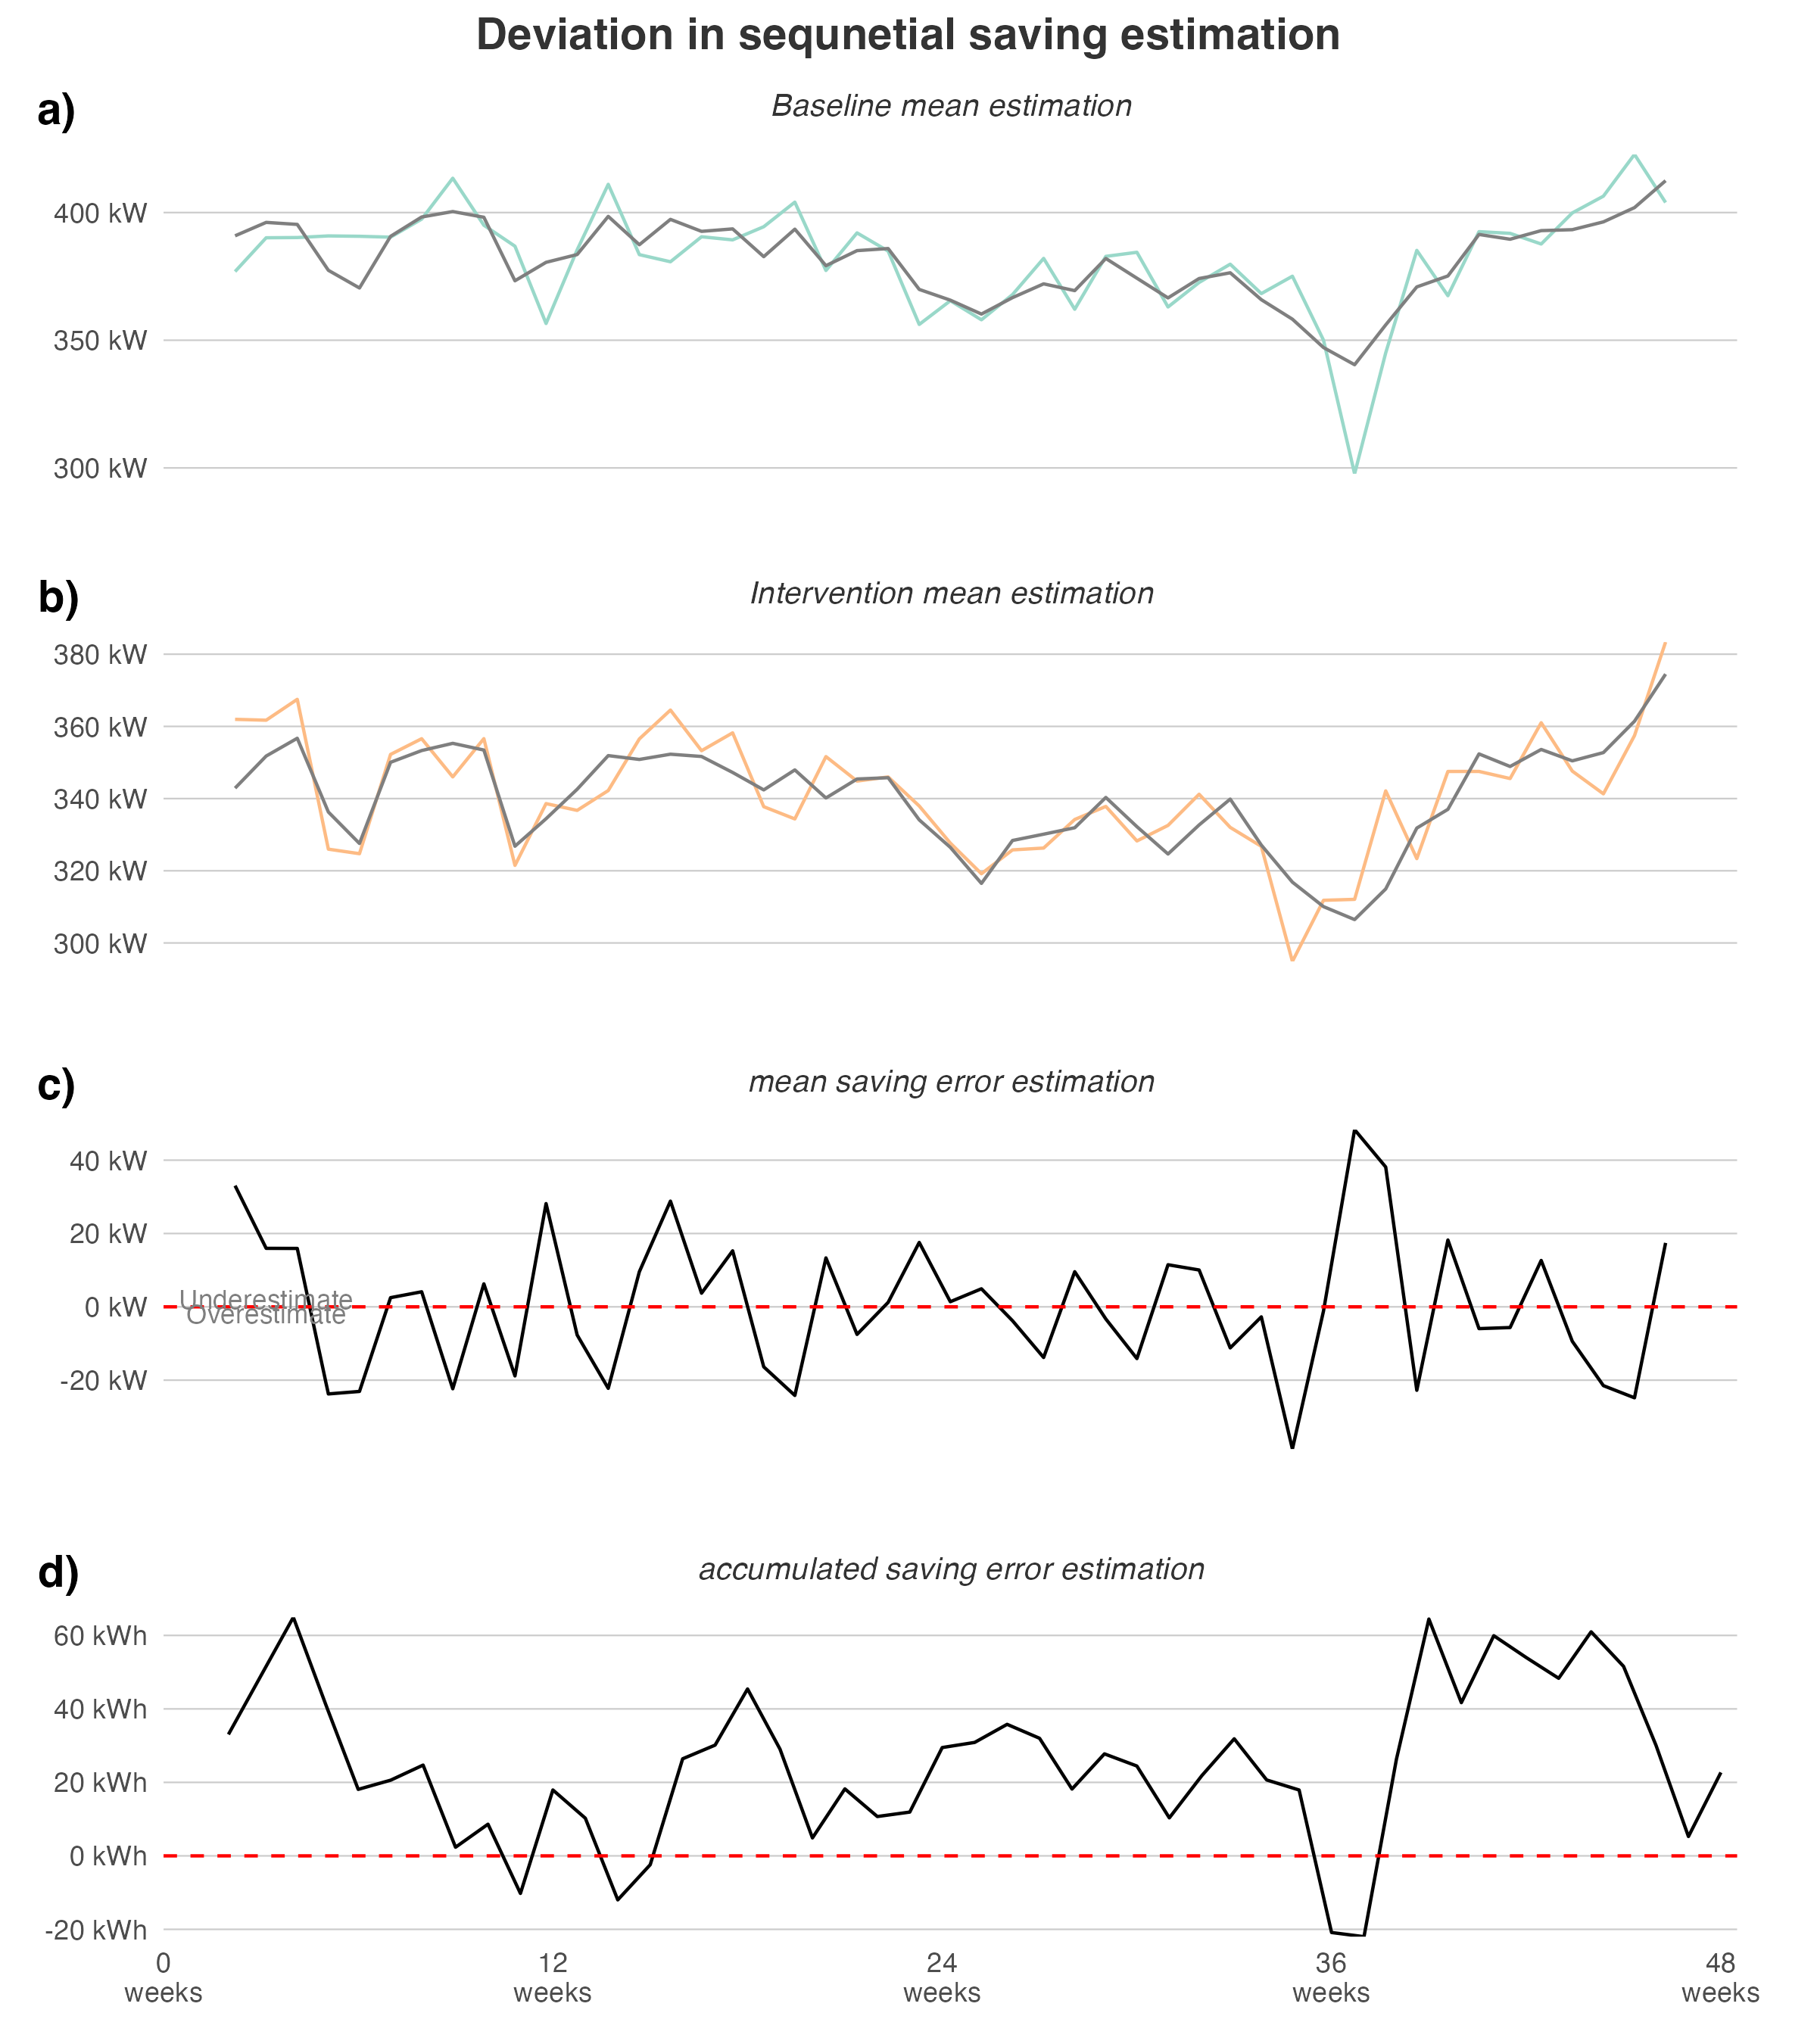 Deviation in sequnetial saving estimation
a)
Baseline mean estimation
400 kW
350 kW
300 kW
b)
Intervention mean estimation
380 kW
360 kW
340 kW
320 kW
300 kW
c)
mean saving error estimation
40 kW
20 kW
Underestimate
0 kW
Overestimate
-20 kW
d)
accumulated saving error estimation
60 kWh
40 kWh
20 kWh
0 kWh
-20 kWh
0 12 24 36 48
weeks weeks weeks weeks weeks